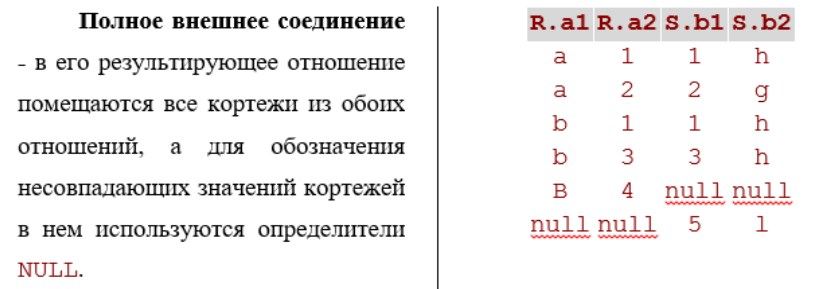 Полное внешнее соединение
- в его результирующее отношение
помещаются все кортежи из обоих
отношений, а для обозначения
несовпадающих значений кортежей
в нем используются определители
NULL.
R.a1 R.a2 S.b1 S.b2
a 1 1 h
a 2 2 g
b 1 1 h
b 3 3 h
B 4 null null
null null 5 l